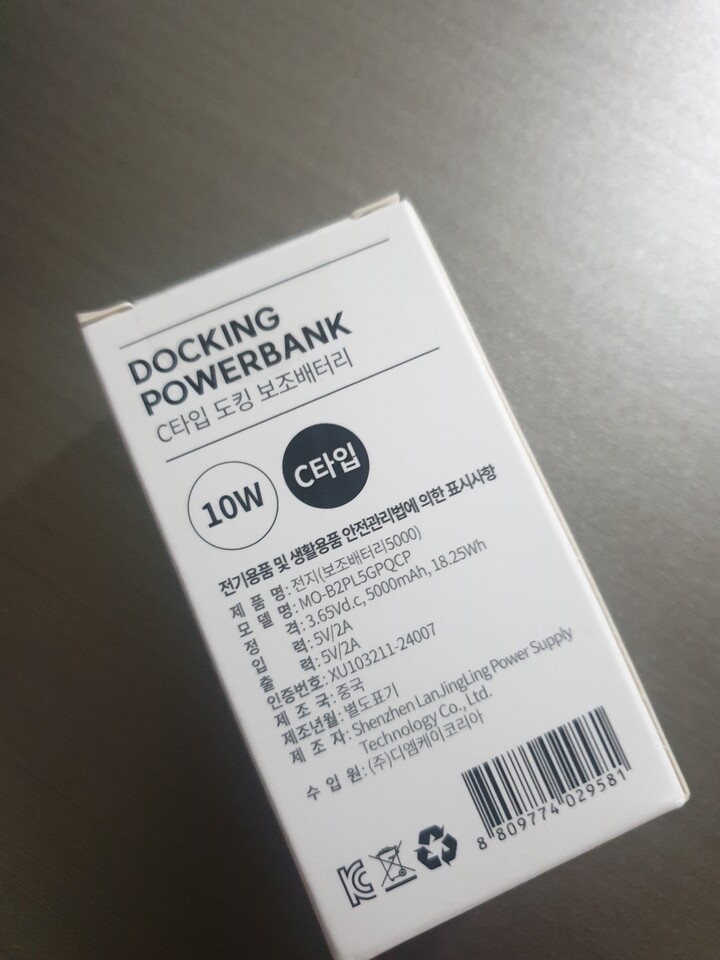 DOCKING
POWERBANK
C타입 도킹 보조배터리
10W
C타입
전기용품 및 생활용품 안전관리법에 의한 표시사항
제 품 명: 전지(보조배터리5000)
모 델 명: MO-B2PL5GPQCP
정 격: 3.65Vd.c, 5000mAh, 18.25Wh
입 력: 5V/2A
출 력: 5V/2A
인증번호: XU103211-24007
제 조 국: 중국
제조년월: 별도표기
제 조 자: Shenzhen LanJingLing Power Supply
Technology Co., Ltd.
수 입 원: (주)디엠케이코리아
8 809774 029581